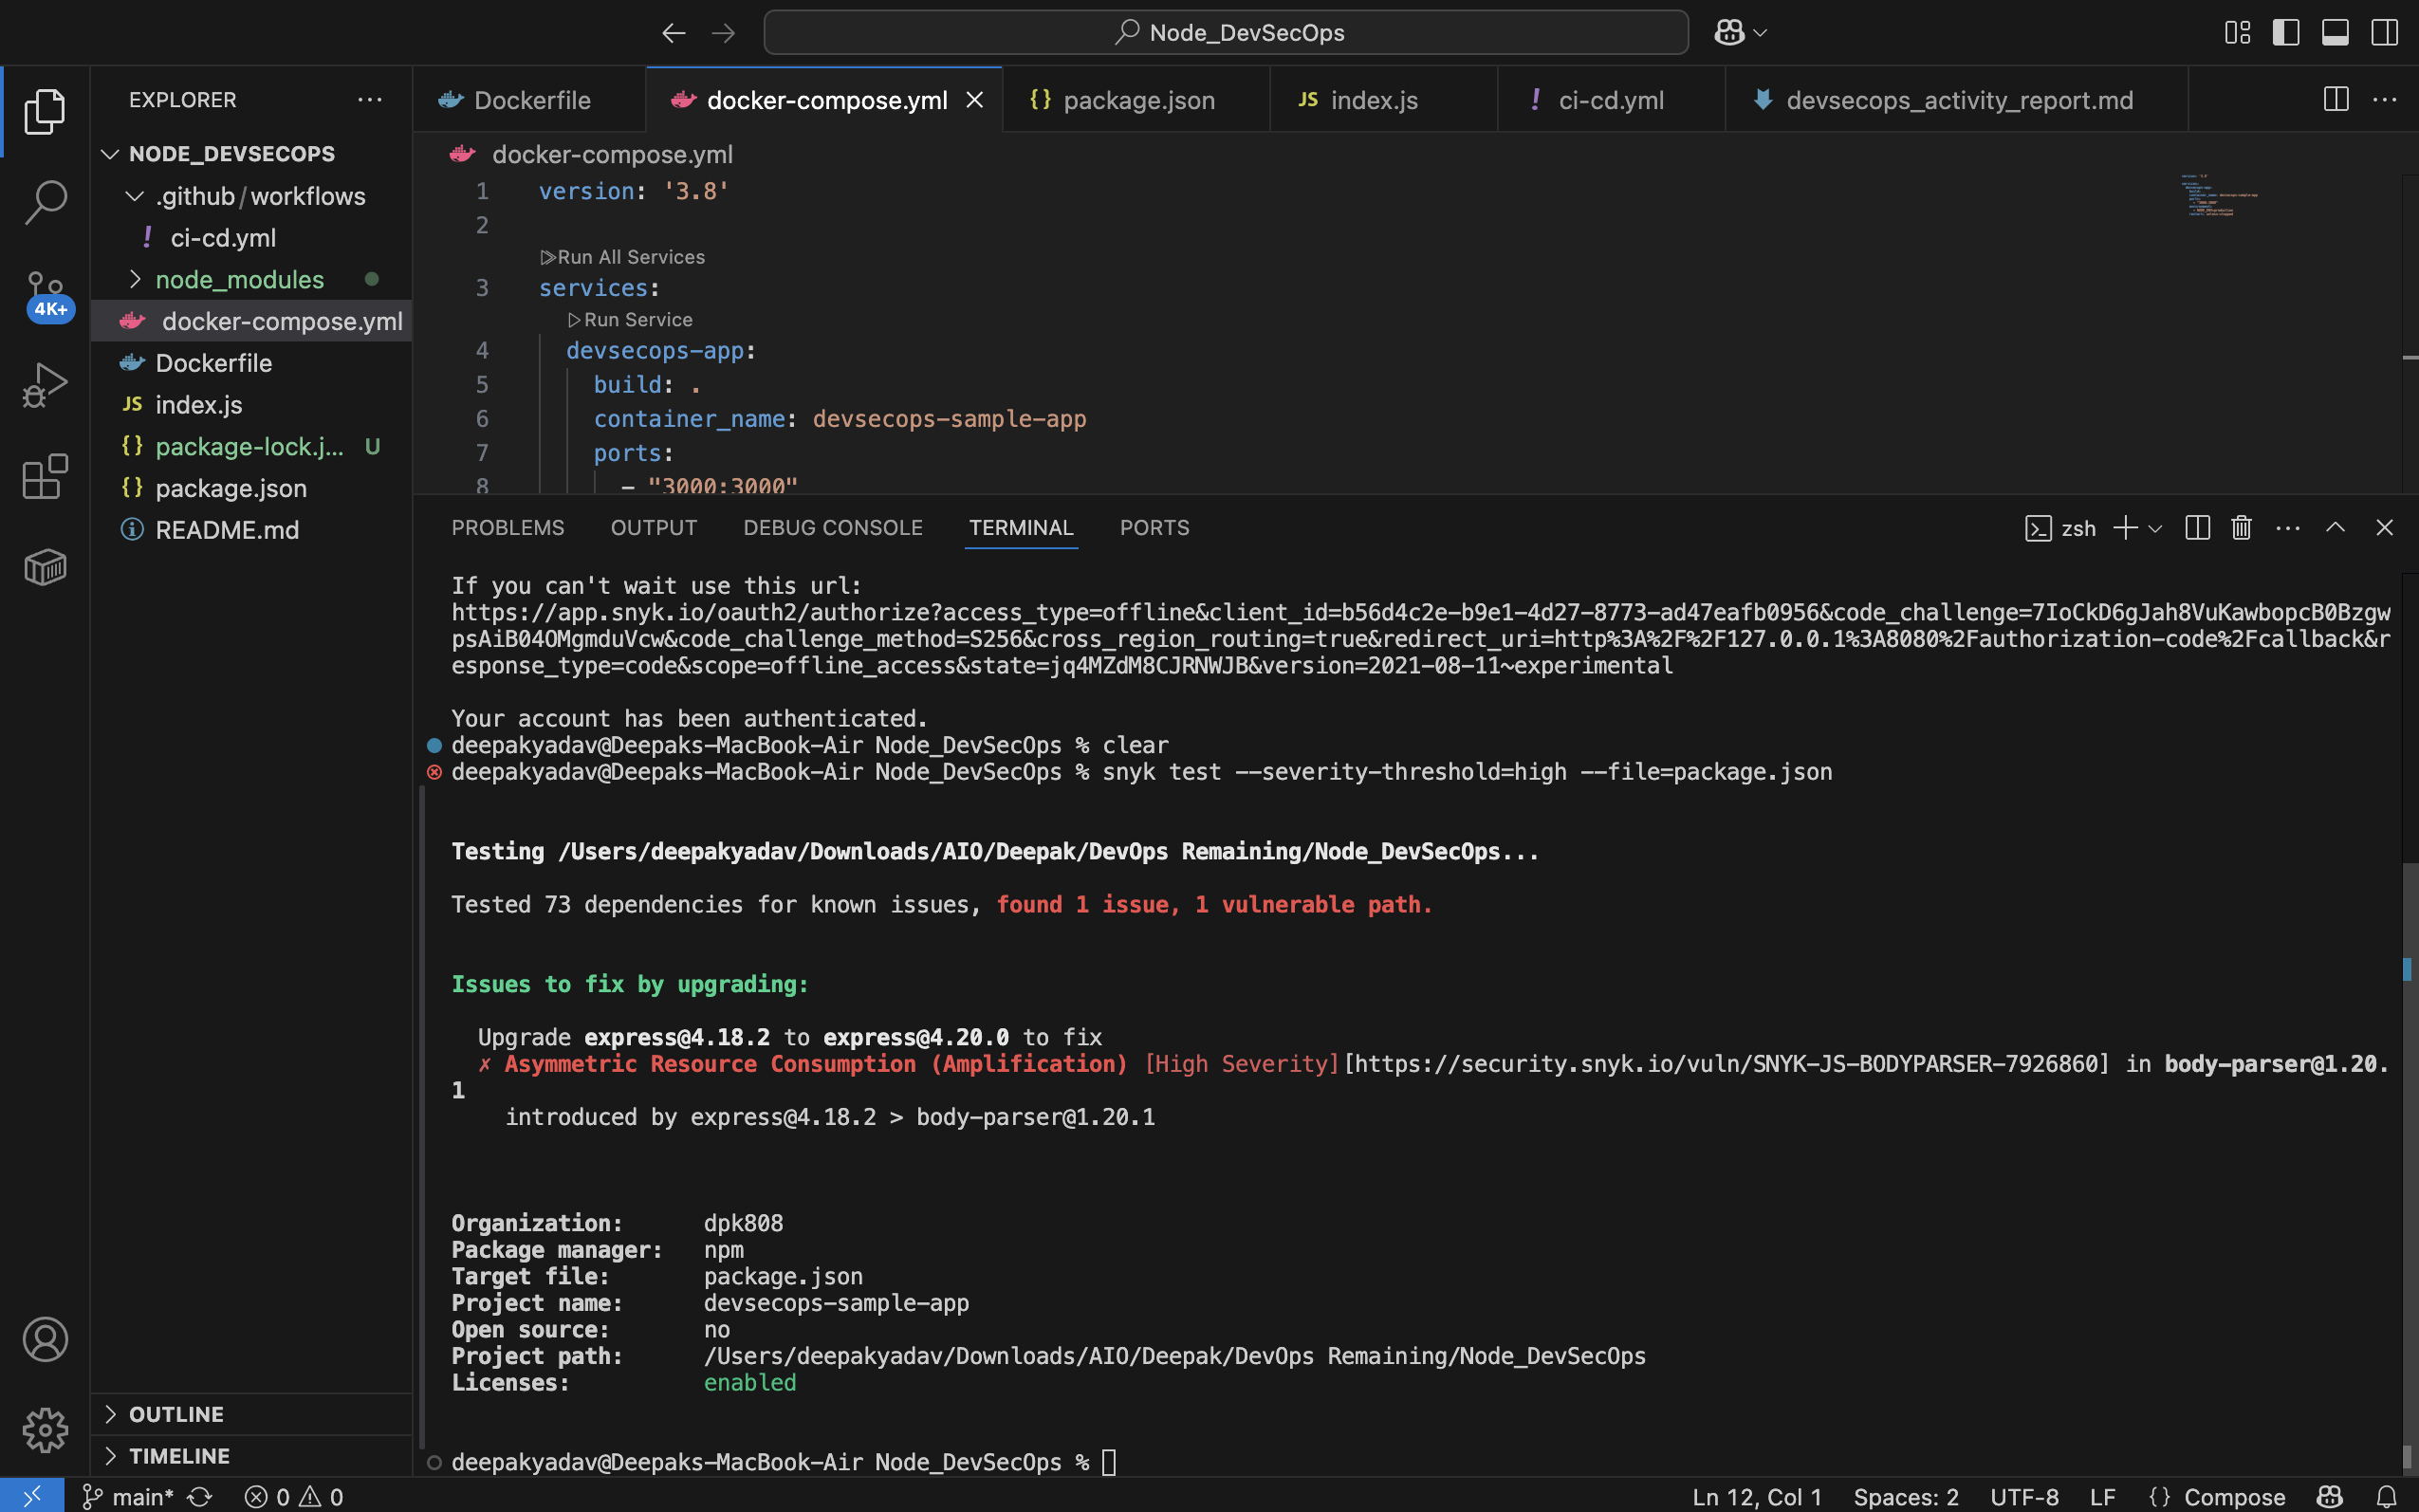 Node_DevSecOps
EXPLORER
Dockerfile
docker-compose.yml
package.json
index.js
ci-cd.yml
devsecops_activity_report.md
NODE_DEVSECOPS
.github/workflows
ci-cd.yml
node_modules
docker-compose.yml
Dockerfile
JS index.js
{} package-lock.j... U
{} package.json
README.md
4K+
docker-compose.yml
1 version: '3.8'
2
Run All Services
3 services:
Run Service
4 devsecops-app:
5 build: .
6 container_name: devsecops-sample-app
7 ports:
8 - "3000:3000"
PROBLEMS OUTPUT DEBUG CONSOLE TERMINAL PORTS
zsh
If you can't wait use this url:
https://app.snyk.io/oauth2/authorize?access_type=offline&client_id=b56d4c2e-b9e1-4d27-8773-ad47eafb0956&code_challenge=7IoCkD6gJah8VuKawbopcB0Bzgw
psAiB04OMgmduVcw&code_challenge_method=S256&cross_region_routing=true&redirect_uri=http%3A%2F%2F127.0.0.1%3A8080%2Fauthorization-code%2Fcallback&r
esponse_type=code&scope=offline_access&state=jq4MZdM8CJRNWJB&version=2021-08-11~experimental
Your account has been authenticated.
deepakyadav@Deepaks-MacBook-Air Node_DevSecOps % clear
deepakyadav@Deepaks-MacBook-Air Node_DevSecOps % snyk test --severity-threshold=high --file=package.json
Testing /Users/deepakyadav/Downloads/AIO/Deepak/DevOps Remaining/Node_DevSecOps...
Tested 73 dependencies for known issues, found 1 issue, 1 vulnerable path.
Issues to fix by upgrading:
Upgrade express@4.18.2 to express@4.20.0 to fix
✗ Asymmetric Resource Consumption (Amplification) [High Severity][https://security.snyk.io/vuln/SNYK-JS-BODYPARSER-7926860] in body-parser@1.20.
1
introduced by express@4.18.2 > body-parser@1.20.1
Organization: dpk808
Package manager: npm
Target file: package.json
Project name: devsecops-sample-app
Open source: no
Project path: /Users/deepakyadav/Downloads/AIO/Deepak/DevOps Remaining/Node_DevSecOps
Licenses: enabled
deepakyadav@Deepaks-MacBook-Air Node_DevSecOps %
OUTLINE
TIMELINE
main* 0 0
Ln 12, Col 1 Spaces: 2 UTF-8 LF {} Compose